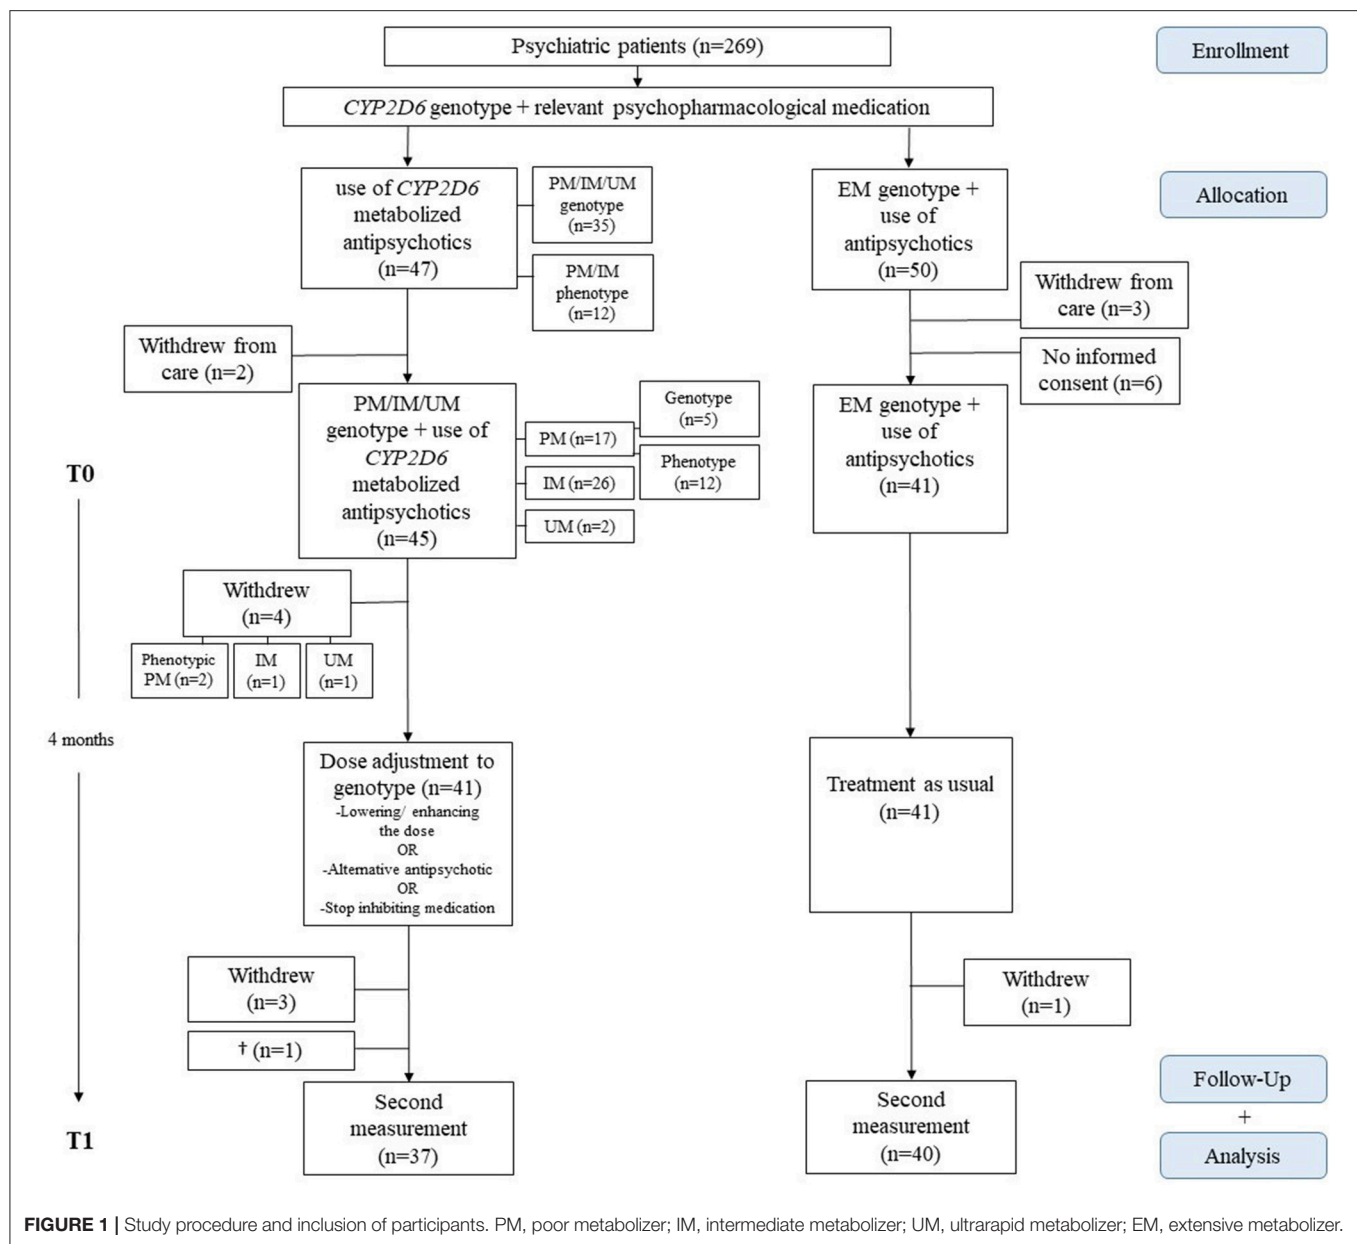 Psychiatric patients (n=269)
Enrollment
CYP2D6 genotype + relevant psychopharmacological medication
use of CYP2D6
metabolized
antipsychotics
(n=47)
PM/IM/UM
genotype
(n=35)
PM/IM
phenotype
(n=12)
EM genotype +
use of
antipsychotics
(n=50)
Allocation
Withdrew from
care (n=3)
No informed
consent (n=6)
Withdrew from
care (n=2)
PM/IM/UM
genotype + use of
CYP2D6
metabolized
antipsychotics
(n=45)
PM (n=17)
Genotype
(n=5)
Phenotype
(n=12)
IM (n=26)
UM (n=2)
EM genotype +
use of
antipsychotics
(n=41)
T0
Withdrew
(n=4)
Phenotypic
PM (n=2)
IM
(n=1)
UM
(n=1)
4 months
Dose adjustment to
genotype (n=41)
-Lowering/ enhancing
the dose
OR
-Alternative antipsychotic
OR
-Stop inhibiting medication
Treatment as usual
(n=41)
Withdrew
(n=3)
† (n=1)
Withdrew
(n=1)
Second
measurement
(n=37)
Second
measurement
(n=40)
T1
Follow-Up
+
Analysis
FIGURE 1 | Study procedure and inclusion of participants. PM, poor metabolizer; IM, intermediate metabolizer; UM, ultrarapid metabolizer; EM, extensive metabolizer.